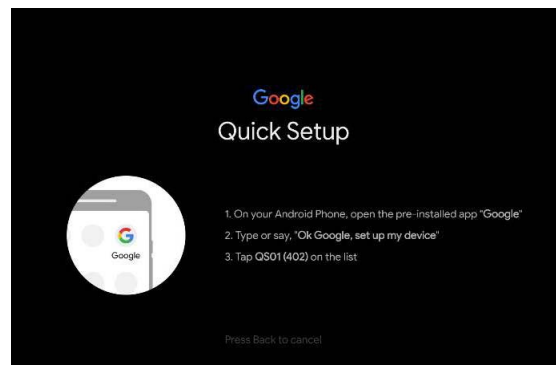 Google
Quick Setup
1. On your Android Phone, open the pre-installed app "Google"
2. Type or say, "Ok Google, set up my device"
3. Tap QS01 (402) on the list
Google
Press Back to cancel